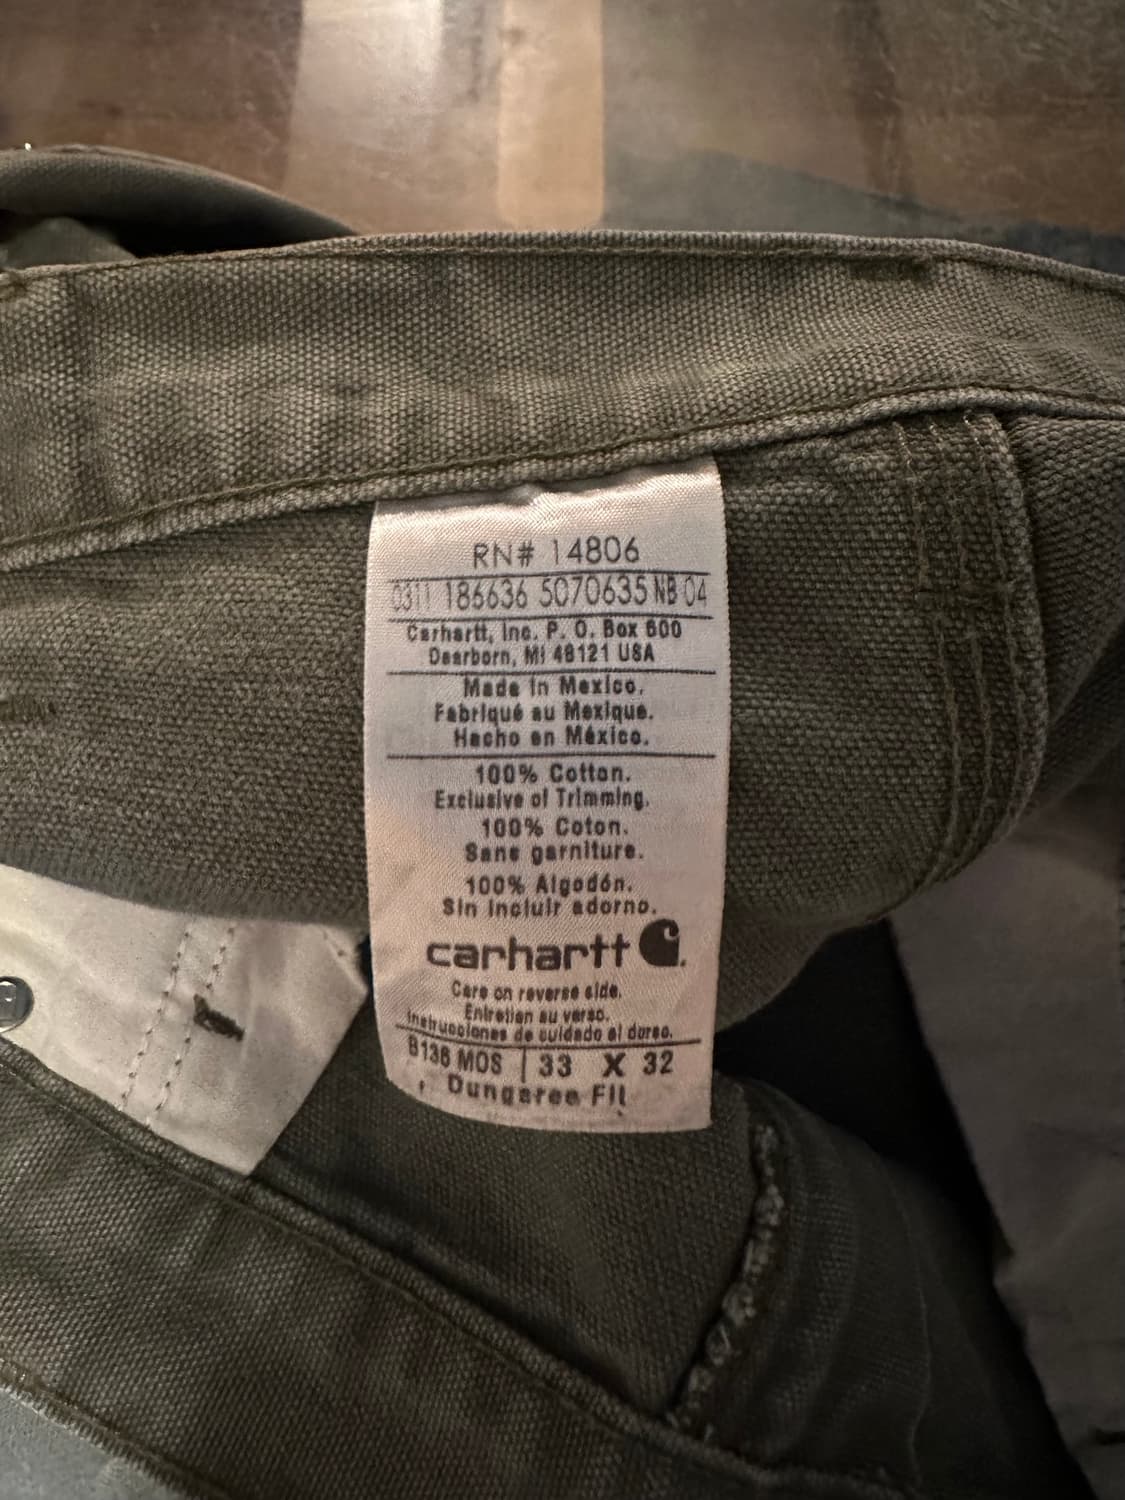 RN# 14806
0311 186636 5070635 NB 04
Carhartt, Inc. P. O. Box 600
Dearborn, MI 48121 USA
Made in Mexico.
Fabriqué au Mexique.
Hecho en México.
100% Cotton.
Exclusive of Trimming.
100% Coton.
Sans garniture.
100% Algodón.
Sin incluir adorno.
carhartt
Care on reverse side.
Entretien au verso.
Instrucciones de cuidado al dorso.
B136 MOS | 33 X 32
Dungaree Fit